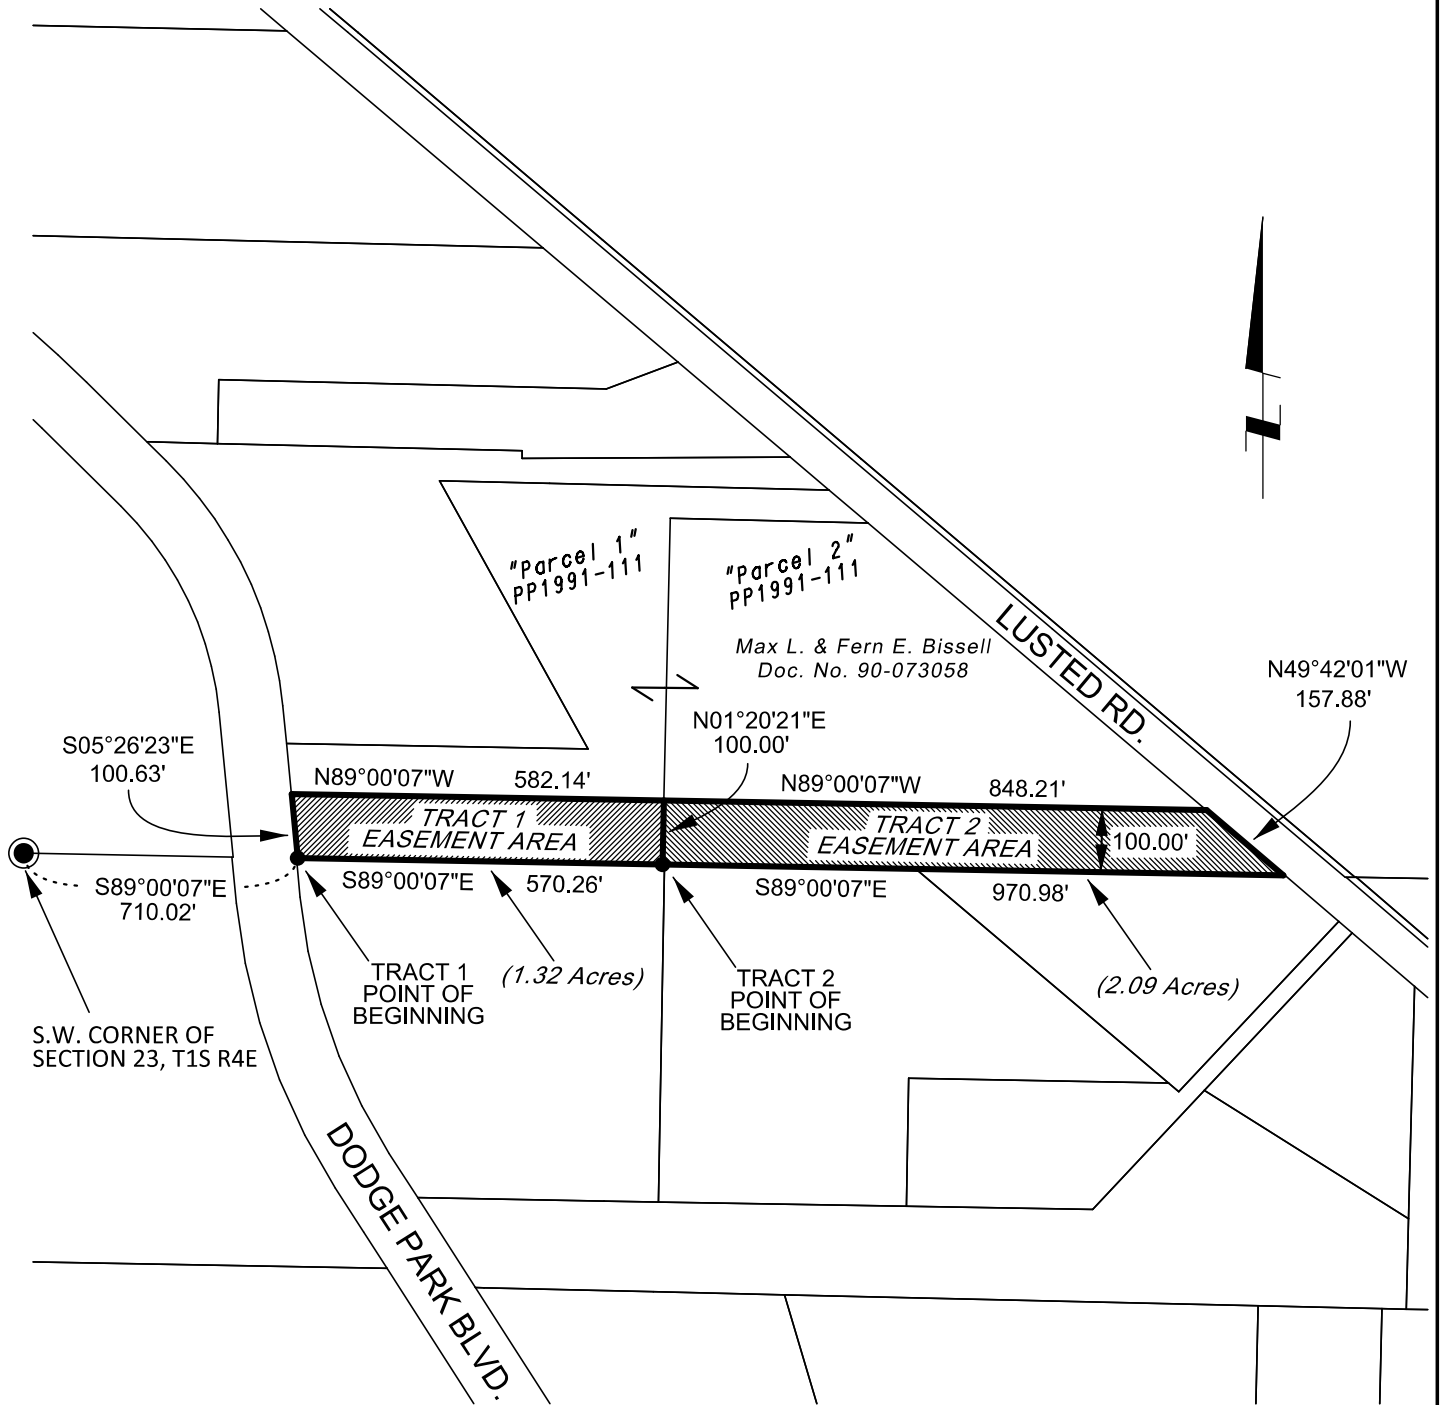 "Parcel 1"
PP1991-111
"Parcel 2"
PP1991-111
Max L. & Fern E. Bissell
Doc. No. 90-073058
LUSTED RD.
N49°42'01"W
157.88'
N01°20'21"E
100.00'
S05°26'23"E
100.63'
N89°00'07"W 582.14'
N89°00'07"W 848.21'
TRACT 1
EASEMENT AREA
TRACT 2
EASEMENT AREA
100.00'
S89°00'07"E
710.02'
S89°00'07"E 570.26'
S89°00'07"E 970.98'
TRACT 1
POINT OF
BEGINNING
(1.32 Acres)
TRACT 2
POINT OF
BEGINNING
(2.09 Acres)
S.W. CORNER OF
SECTION 23, T1S R4E
DODGE PARK BLVD.
N